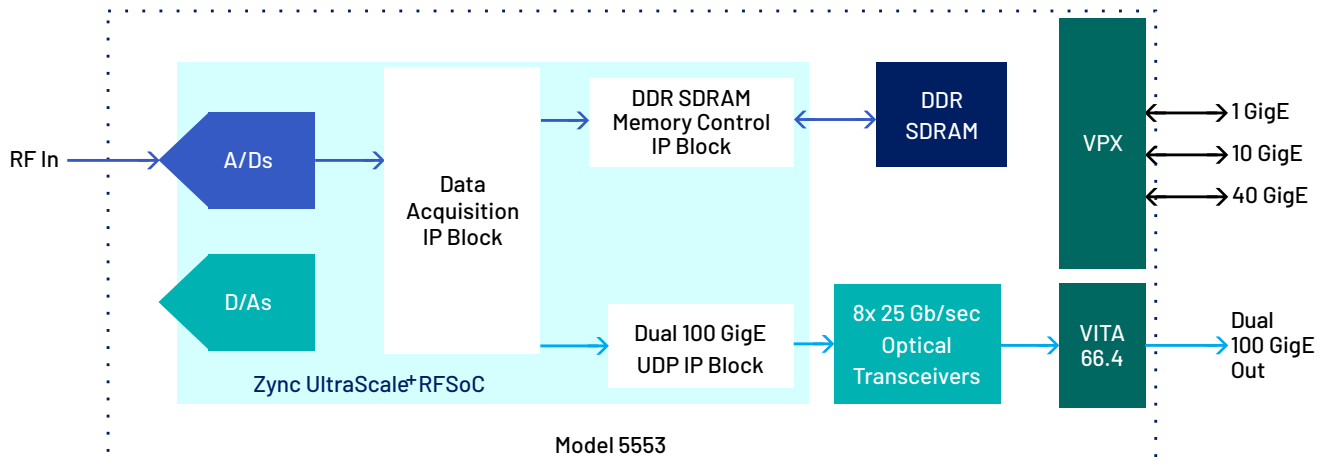 RF In
A/Ds
D/As
Data
Acquisition
IP Block
DDR SDRAM
Memory Control
IP Block
DDR
SDRAM
VPX
1 GigE
10 GigE
40 GigE
Dual 100 GigE
UDP IP Block
8x 25 Gb/sec
Optical
Transceivers
VITA
66.4
Dual
100 GigE
Out
Zync UltraScale+ RFSoC
Model 5553